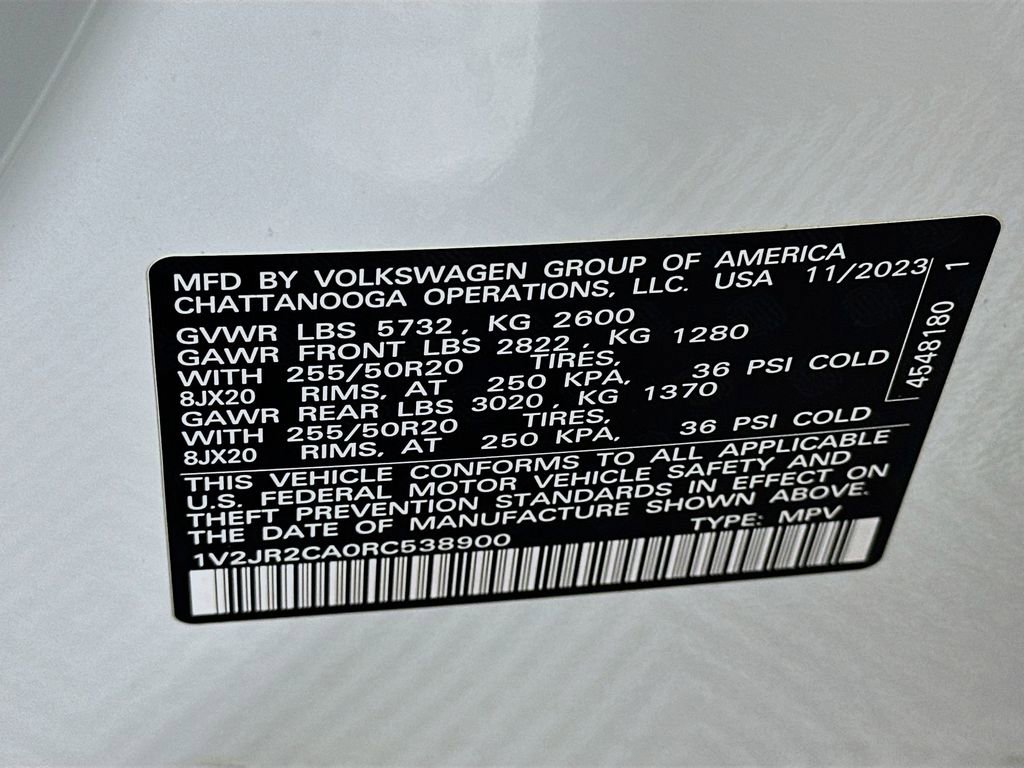 MFD BY VOLKSWAGEN GROUP OF AMERICA
CHATTANOOGA OPERATIONS, LLC. USA 11/2023
GVWR LBS 5732, KG 2600
GAWR FRONT LBS 2822, KG 1280
WITH 255/50R20 TIRES,
8JX20 RIMS, AT 250 KPA, 36 PSI COLD
GAWR REAR LBS 3020, KG 1370
WITH 255/50R20 TIRES,
8JX20 RIMS, AT 250 KPA, 36 PSI COLD
THIS VEHICLE CONFORMS TO ALL APPLICABLE
U.S. FEDERAL MOTOR VEHICLE SAFETY AND
THEFT PREVENTION STANDARDS IN EFFECT ON
THE DATE OF MANUFACTURE SHOWN ABOVE.
1V2JR2CA0RC538900 TYPE: MPV
4548180 1